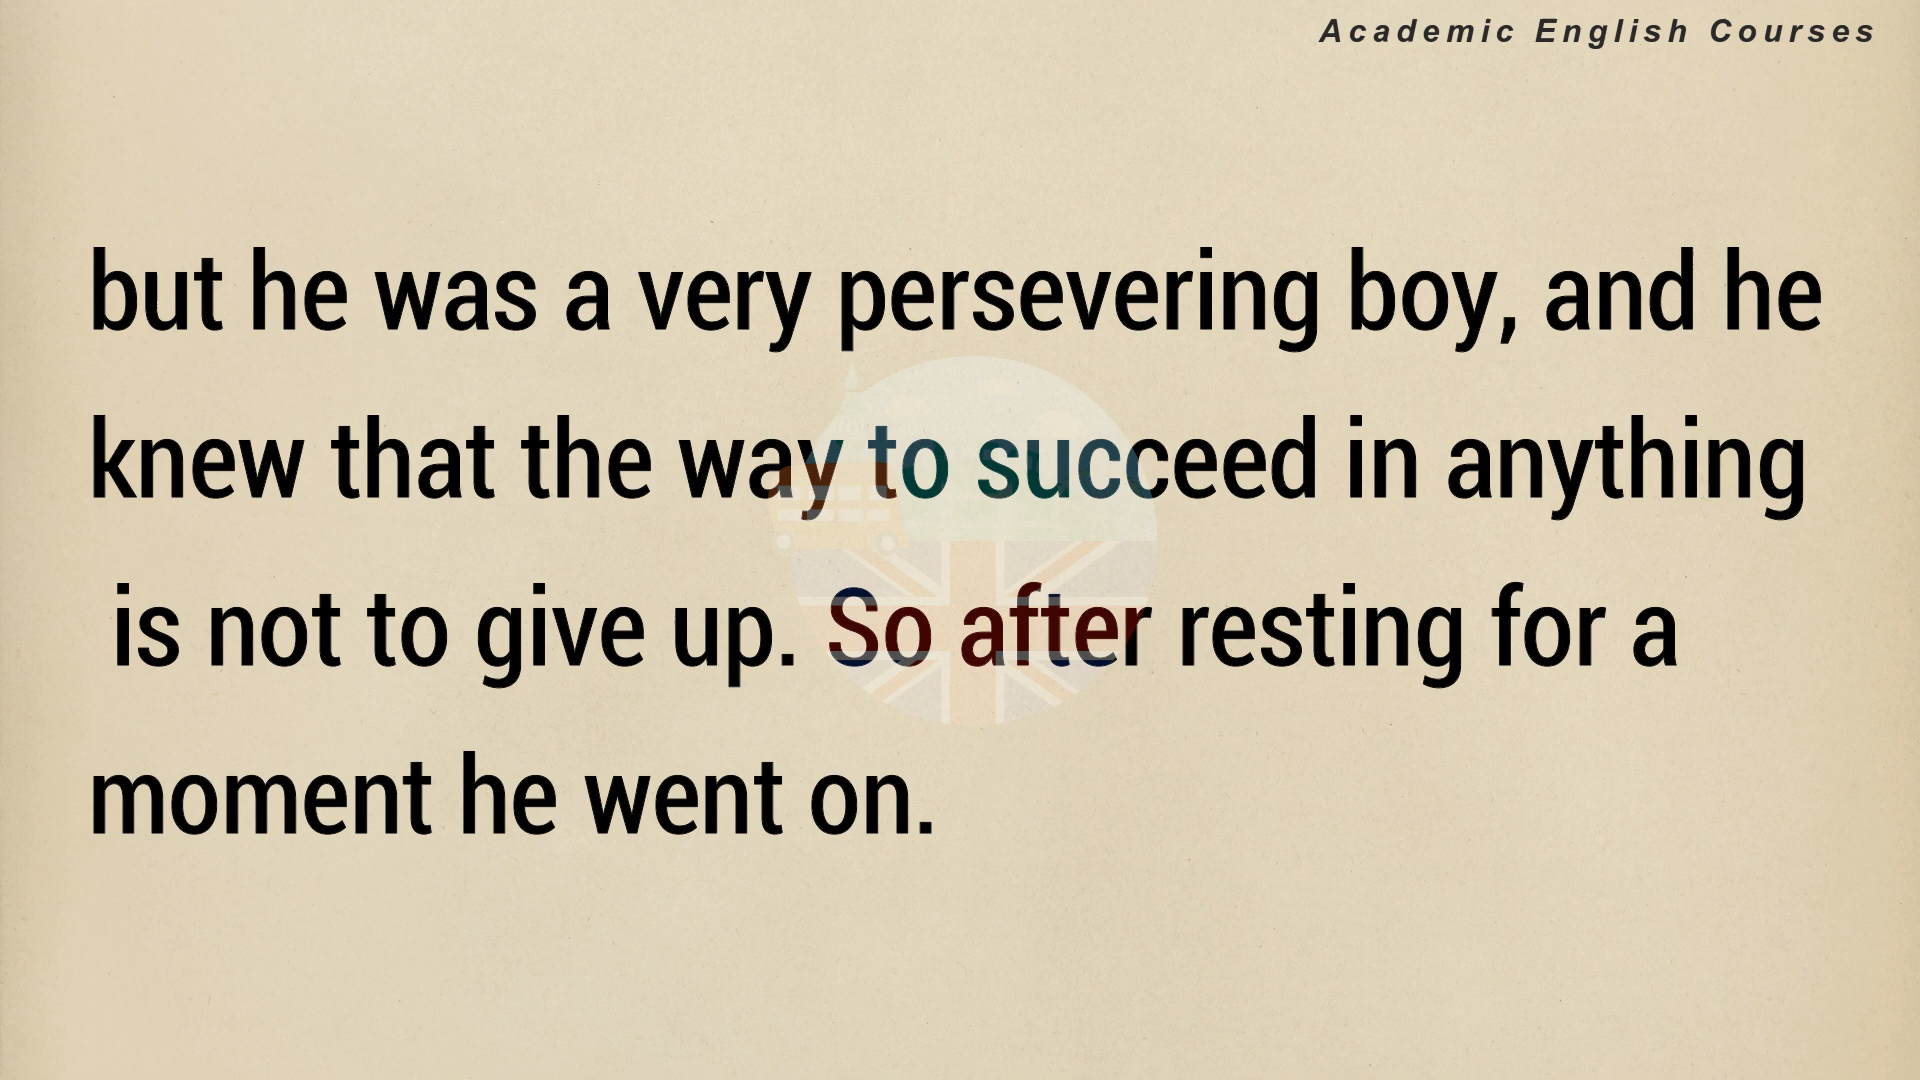 Academic English Courses
but he was a very persevering boy, and he
knew that the way to succeed in anything
is not to give up. So after resting for a
moment he went on.